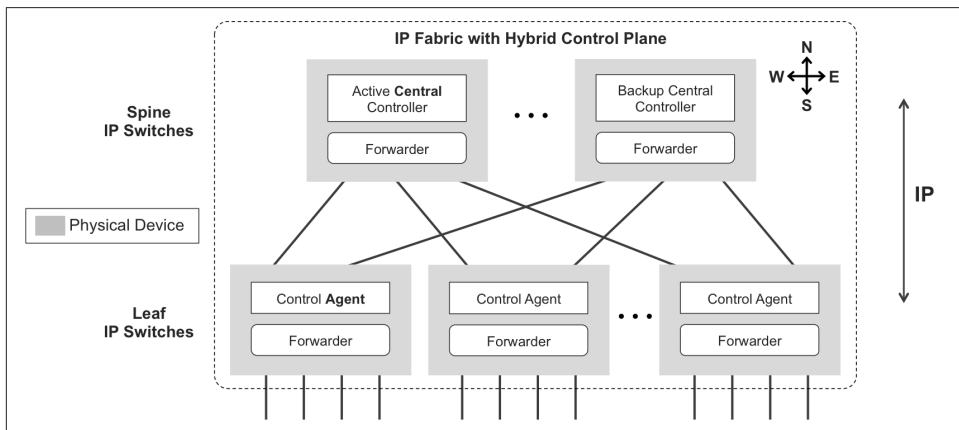 IP Fabric with Hybrid Control Plane
N
W E
S
Spine
IP Switches
Active Central
Controller
Forwarder
Backup Central
Controller
Forwarder
IP
Physical Device
Leaf
IP Switches
Control Agent
Forwarder
Control Agent
Forwarder
Control Agent
Forwarder